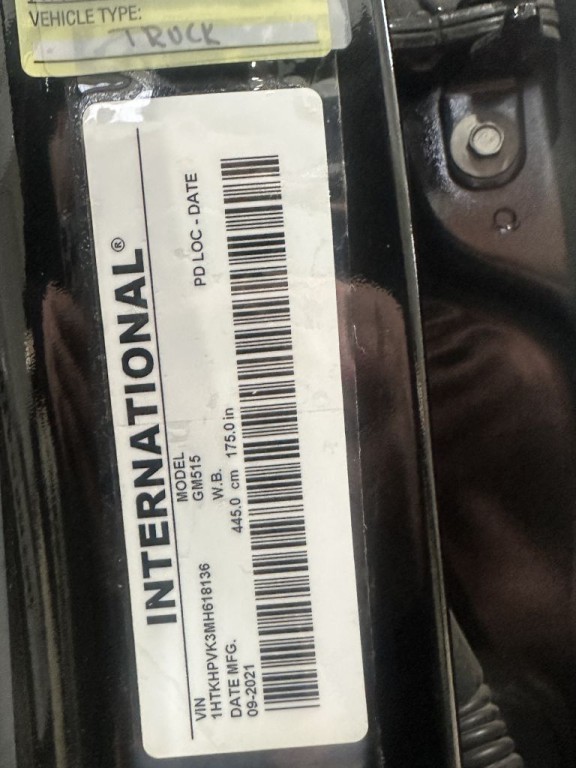 VEHICLE TYPE:
TRUCK
INTERNATIONAL®
VIN MODEL PD LOC - DATE
1HTKHPVK3MH618136 GM515
DATE MFG. W.B.
09-2021 445.0 cm 175.0 in